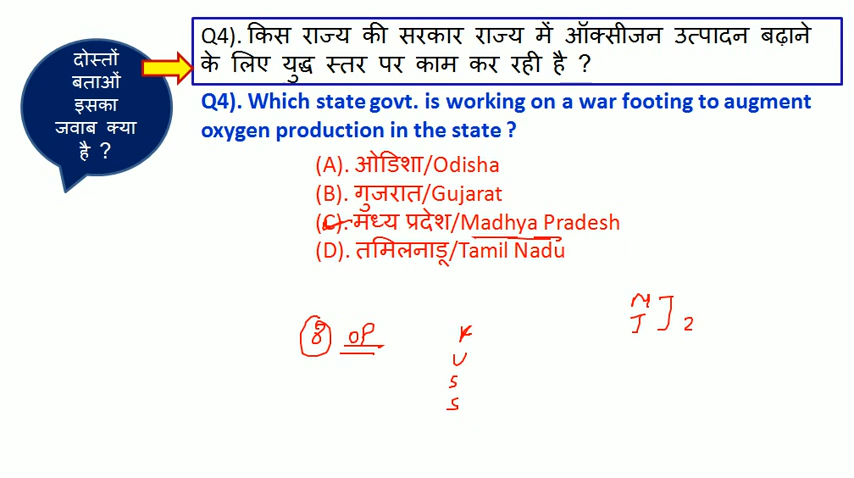 दोस्तों
बताओं
इसका
जवाब क्या
है ?
Q4). किस राज्य की सरकार राज्य में ऑक्सीजन उत्पादन बढ़ाने
के लिए युद्ध स्तर पर काम कर रही है ?
Q4). Which state govt. is working on a war footing to augment
oxygen production in the state ?
(A). ओडिशा/Odisha
(B). गुजरात/Gujarat
(C). मध्य प्रदेश/Madhya Pradesh
(D). तमिलनाडू/Tamil Nadu
8 OP
U
S
S
M
J
2